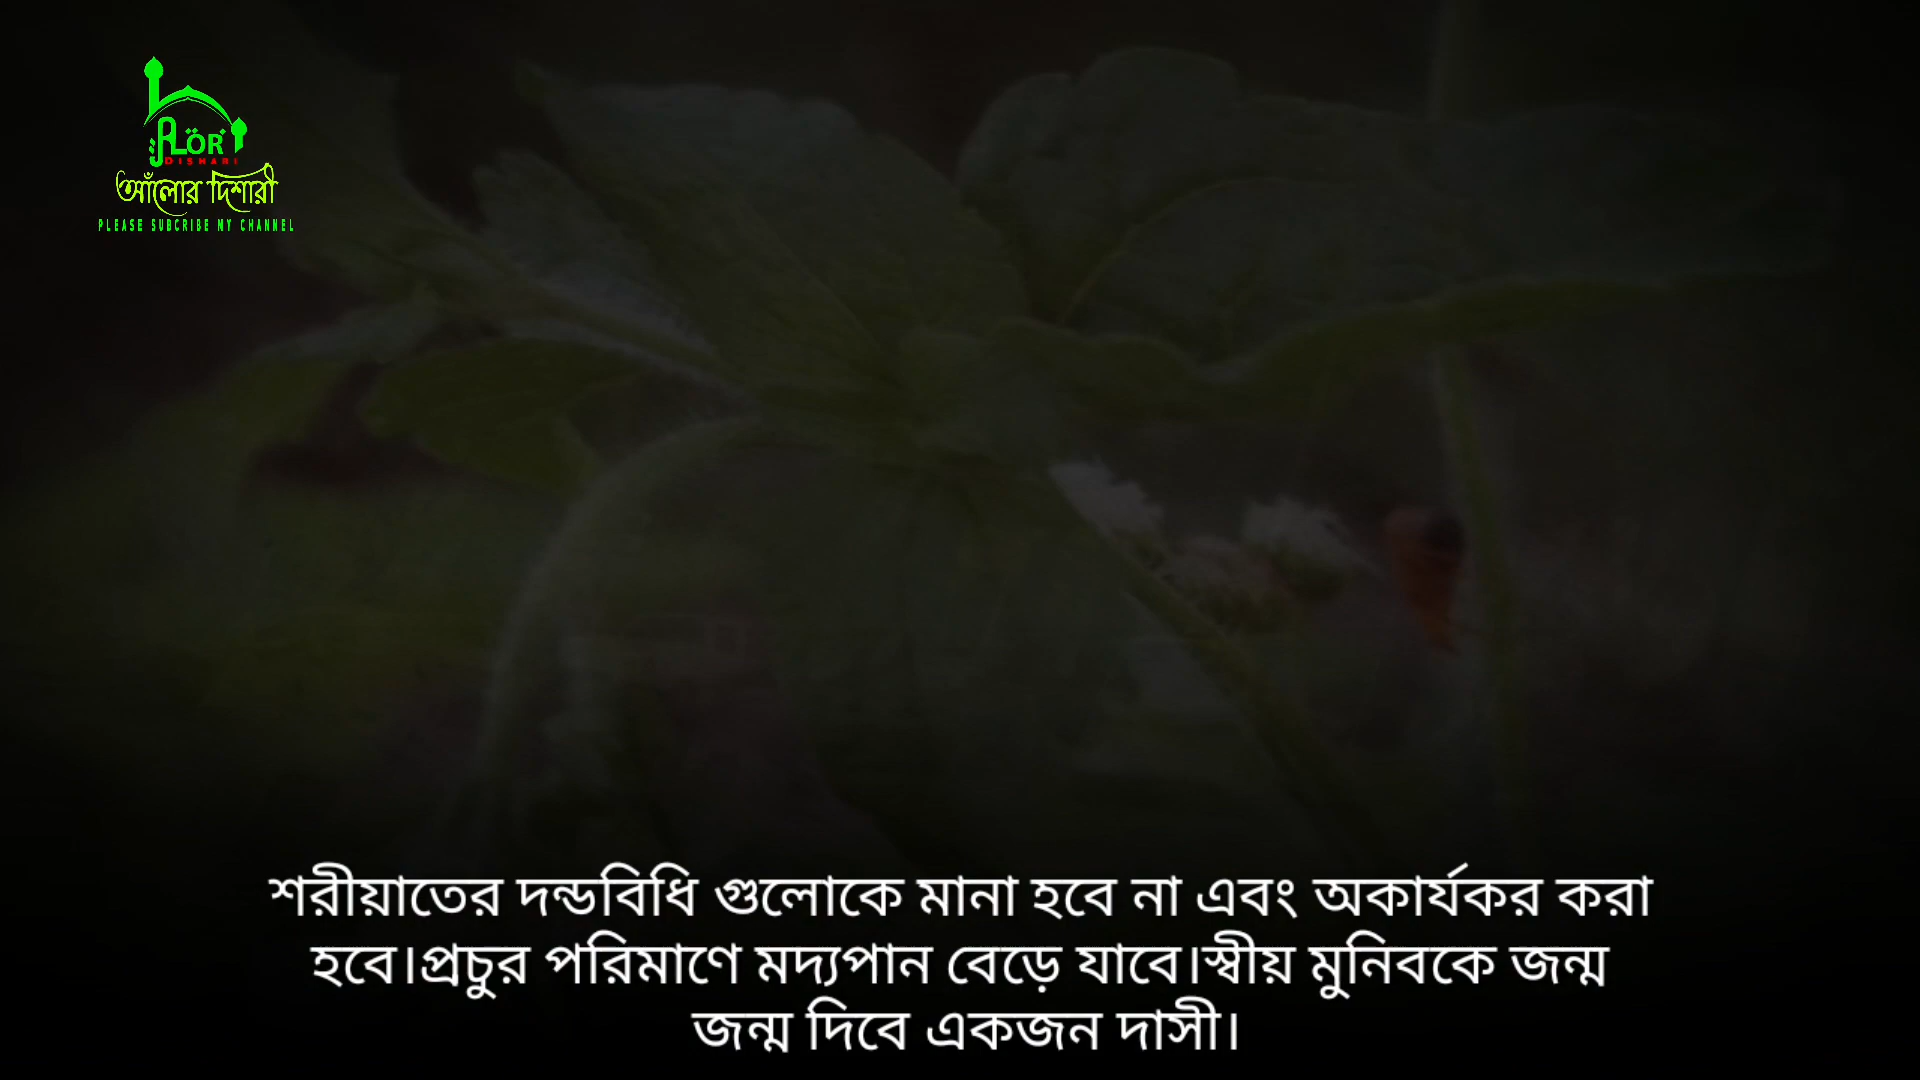 ALOR
DISHARI
আঁলোর দিশারী
PLEASE SUBCRIBE MY CHANNEL
শরীয়াতের দন্ডবিধি গুলোকে মানা হবে না এবং অকার্যকর করা
হবে।প্রচুর পরিমাণে মদ্যপান বেড়ে যাবে।স্বীয় মুনিবকে জন্ম
জন্ম দিবে একজন দাসী।